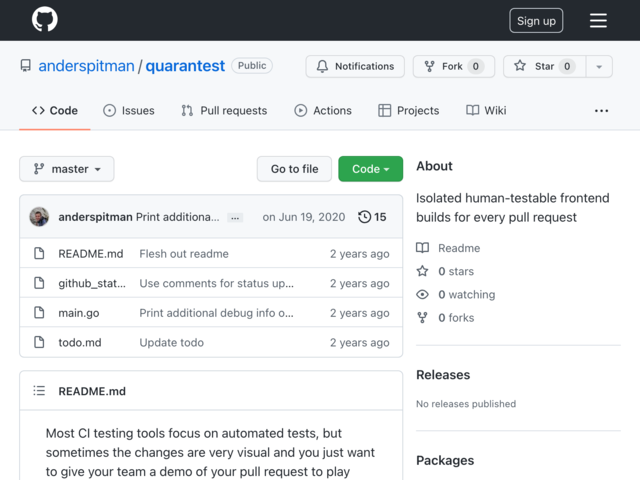 Sign up
anderspitman / quarantest Public
Notifications Fork 0 Star 0
Code Issues Pull requests Actions Projects Wiki ...
master Go to file Code
anderspitman Print additiona... ... on Jun 19, 2020 15
README.md Flesh out readme 2 years ago
github_stat... Use comments for status up... 2 years ago
main.go Print additional debug info o... 2 years ago
todo.md Update todo 2 years ago
README.md
Most CI testing tools focus on automated tests, but
sometimes the changes are very visual and you just want
to give your team a demo of your pull request to play
About
Isolated human-testable frontend
builds for every pull request
Readme
0 stars
0 watching
0 forks
Releases
No releases published
Packages